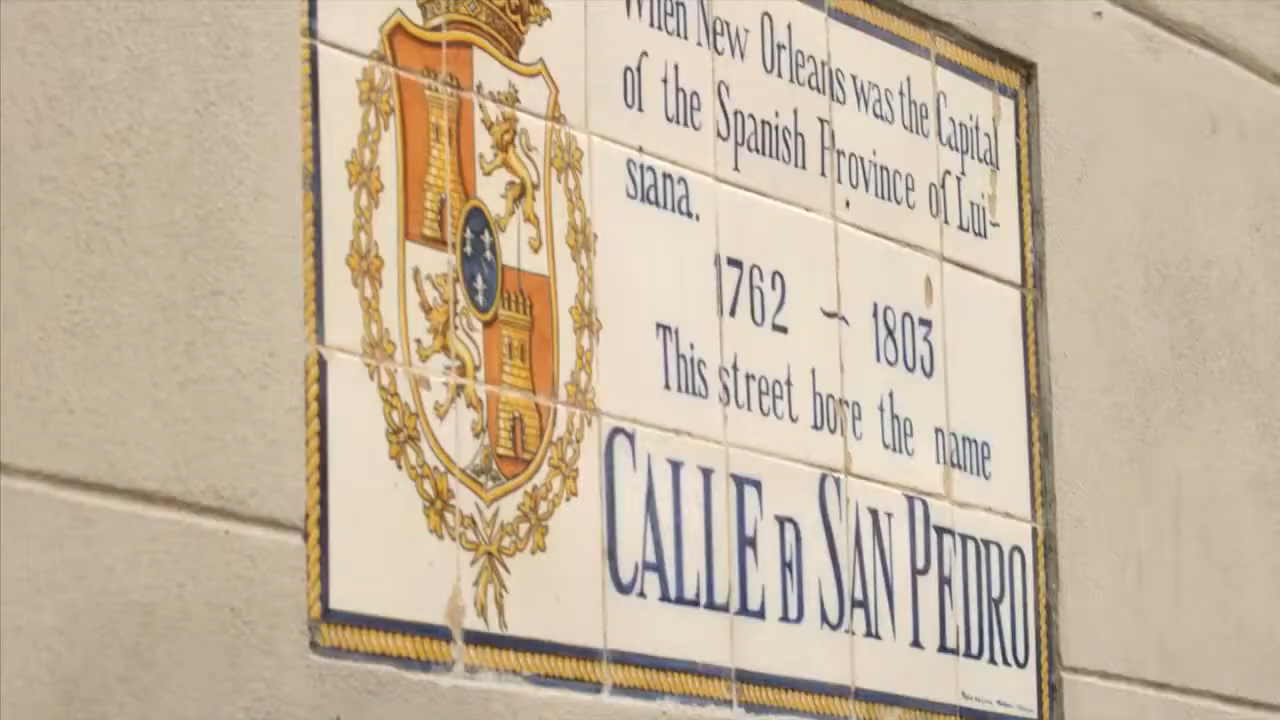 When New Orleans was the Capital
of the Spanish Province of Lui-
siana.
1762 - 1803
This street bore the name
CALLE D SAN PEDRO